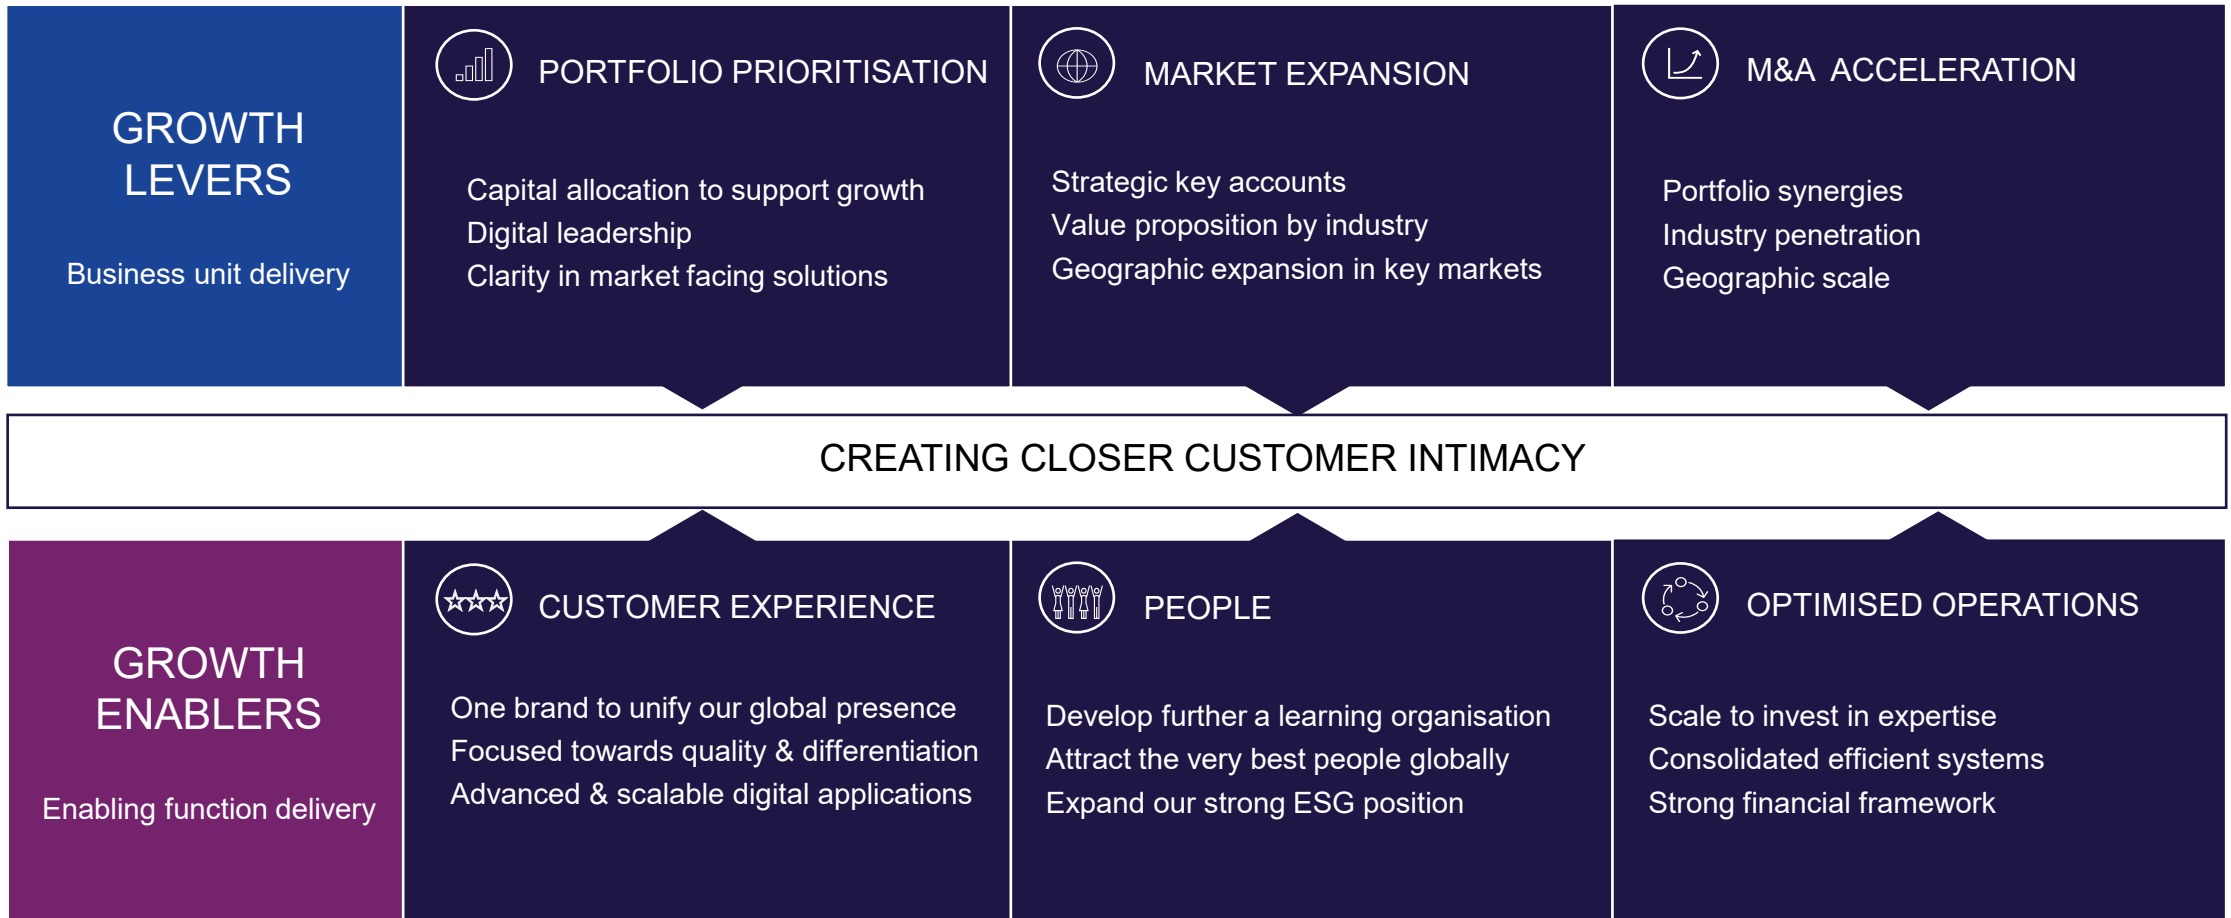 GROWTH
LEVERS
Business unit delivery
PORTFOLIO PRIORITISATION
Capital allocation to support growth
Digital leadership
Clarity in market facing solutions
MARKET EXPANSION
Strategic key accounts
Value proposition by industry
Geographic expansion in key markets
M&A ACCELERATION
Portfolio synergies
Industry penetration
Geographic scale
CREATING CLOSER CUSTOMER INTIMACY
GROWTH
ENABLERS
Enabling function delivery
CUSTOMER EXPERIENCE
One brand to unify our global presence
Focused towards quality & differentiation
Advanced & scalable digital applications
PEOPLE
Develop further a learning organisation
Attract the very best people globally
Expand our strong ESG position
OPTIMISED OPERATIONS
Scale to invest in expertise
Consolidated efficient systems
Strong financial framework